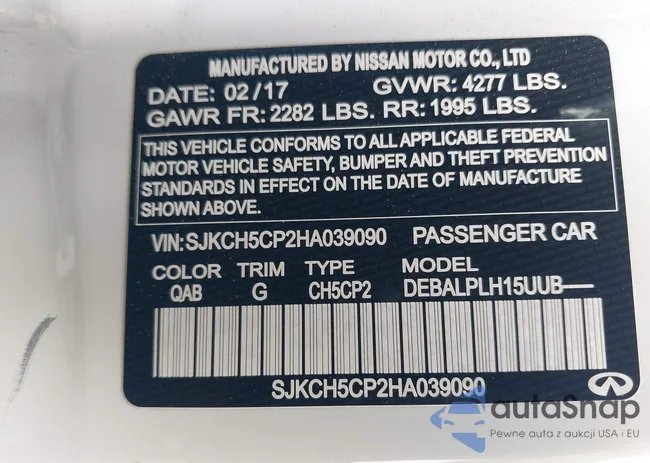 MANUFACTURED BY NISSAN MOTOR CO., LTD
DATE: 02/17 GVWR: 4277 LBS.
GAWR FR: 2282 LBS. RR: 1995 LBS.
THIS VEHICLE CONFORMS TO ALL APPLICABLE FEDERAL
MOTOR VEHICLE SAFETY, BUMPER AND THEFT PREVENTION
STANDARDS IN EFFECT ON THE DATE OF MANUFACTURE
SHOWN ABOVE.
VIN: SJKCH5CP2HA039090 PASSENGER CAR
COLOR TRIM TYPE MODEL
QAB G CH5CP2 DEBALPLH15UUB—
SJKCH5CP2HA039090
autaSnap
Pewne auta z aukcji USA i EU